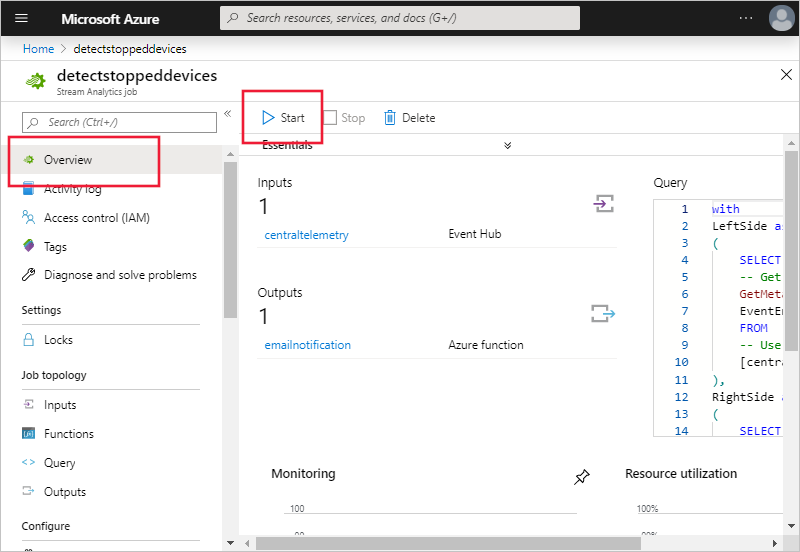 Microsoft Azure
Search resources, services, and docs (G+/)
Home > detectstoppeddevices
detectstoppeddevices
Stream Analytics job
Search (Ctrl+/)
Overview
Activity log
Access control (IAM)
Tags
Diagnose and solve problems
Settings
Locks
Job topology
Inputs
Functions
Query
Outputs
Configure
Start
Stop
Delete
Essentials
Inputs
1
centraltelemetry
Event Hub
Outputs
1
emailnotification
Azure function
Query
1 with
2 LeftSide as
3 (
4 SELECT
5 -- Get
6 GetMeta
7 EventEn
8 FROM
9 -- Use
10 [centra
11 ),
12 RightSide a
13 (
14 SELECT
Monitoring
100
90
Resource utilization
100%
90%